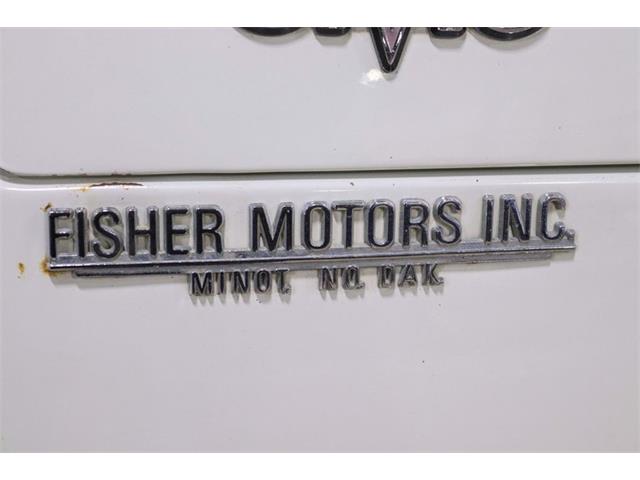 FISHER MOTORS INC.
MINOT. NO. DAK.